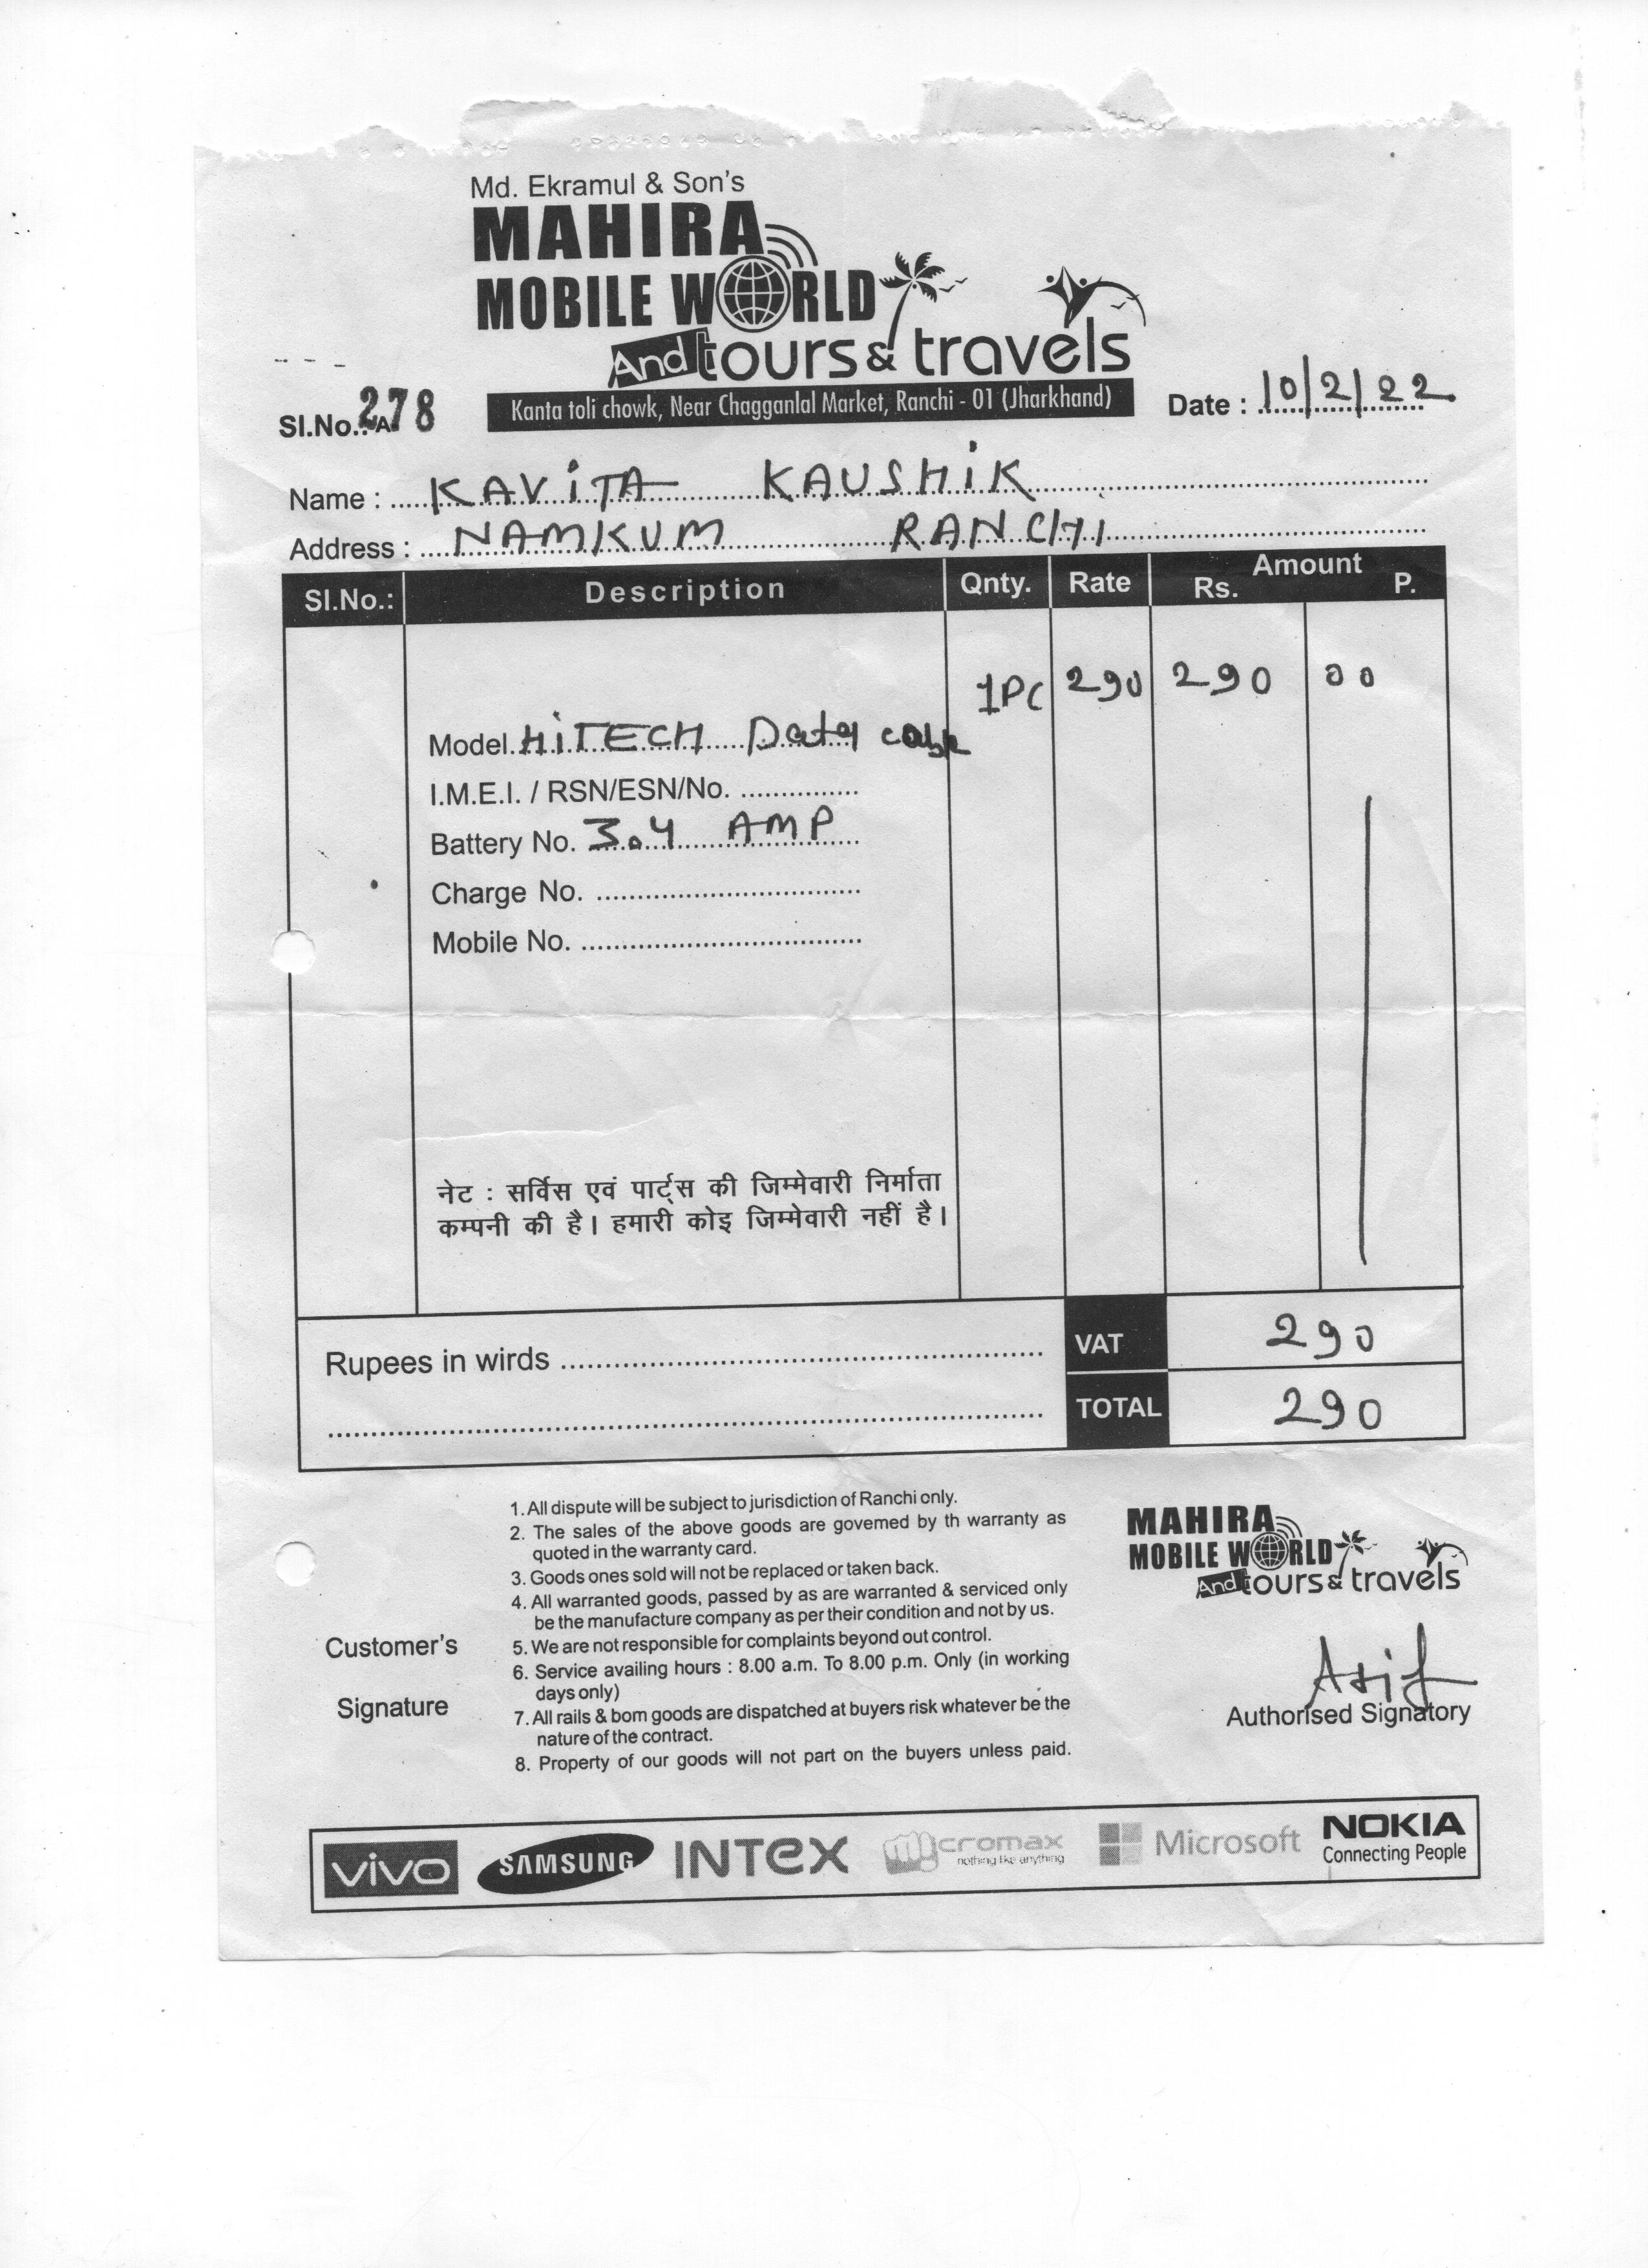 Md. Ekramul & Son's
MAHIRA
MOBILE WORLD
And tours & travels
Kanta toli chowk, Near Chagganlal Market, Ranchi - 01 (Jharkhand)
Sl.No.: 278
Date : 10/2/22
Name : KAVITA KAUSHIK
Address : NAMKUM RANCHI
Sl.No.: Description Qnty. Rate Amount Rs. P.
1PC 290 290 00
Model. HITECH Data cable
I.M.E.I. / RSN/ESN/No.
Battery No. 3.4 AMP
Charge No.
Mobile No.
नेट : सर्विस एवं पार्ट्स की जिम्मेवारी निर्माता
कम्पनी की है। हमारी कोइ जिम्मेवारी नहीं है।
Rupees in wirds
VAT 290
TOTAL 290
1. All dispute will be subject to jurisdiction of Ranchi only.
2. The sales of the above goods are govemed by th warranty as
quoted in the warranty card.
3. Goods ones sold will not be replaced or taken back.
4. All warranted goods, passed by as are warranted & serviced only
be the manufacture company as per their condition and not by us.
5. We are not responsible for complaints beyond out control.
6. Service availing hours : 8.00 a.m. To 8.00 p.m. Only (in working
days only)
7. All rails & bom goods are dispatched at buyers risk whatever be the
nature of the contract.
8. Property of our goods will not part on the buyers unless paid.
Customer's
Signature
MAHIRA
MOBILE WORLD
And tours & travels
Asif
Authorised Signatory
vivo SAMSUNG INTEX Micromax nothing like anything Microsoft NOKIA Connecting People